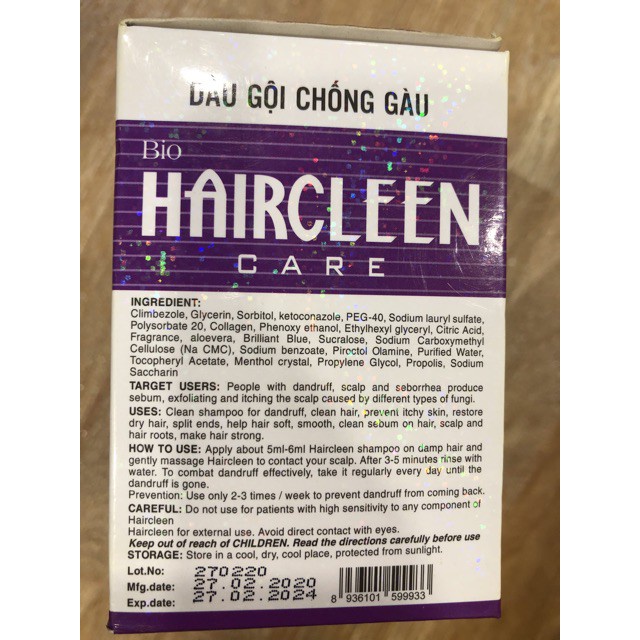 DẦU GỘI CHỐNG GÀU
Bio
HAIRCLEEN
CARE
INGREDIENT:
Climbezole, Glycerin, Sorbitol, ketoconazole, PEG-40, Sodium lauryl sulfate,
Polysorbate 20, Collagen, Phenoxy ethanol, Ethylhexyl glyceryl, Citric Acid,
Fragrance, aloevera, Brilliant Blue, Sucralose, Sodium Carboxymethyl
Cellulose (Na CMC), Sodium benzoate, Piroctol Olamine, Purified Water,
Tocopheryl Acetate, Menthol crystal, Propylene Glycol, Propolis, Sodium
Saccharin
TARGET USERS: People with dandruff, scalp and seborrhea produce
sebum, exfoliating and itching the scalp caused by different types of fungi.
USES: Clean shampoo for dandruff, clean hair, prevent itchy skin, restore
dry hair, split ends, help hair soft, smooth, clean sebum on hair, scalp and
hair roots, make hair strong.
HOW TO USE: Apply about 5ml-6ml Haircleen shampoo on damp hair and
gently massage Haircleen to contact your scalp. After 3-5 minutes rinse with
water. To combat dandruff effectively, take it regularly every day until the
dandruff is gone.
Prevention: Use only 2-3 times / week to prevent dandruff from coming back.
CAREFUL: Do not use for patients with high sensitivity to any component of
Haircleen
Haircleen for external use. Avoid direct contact with eyes.
Keep out of reach of CHILDREN. Read the directions carefully before use
STORAGE: Store in a cool, dry, cool place, protected from sunlight.
Lot.No: 270220
Mfg.date: 27.02.2020
Exp.date: 27.02.2024
8 936101 599933